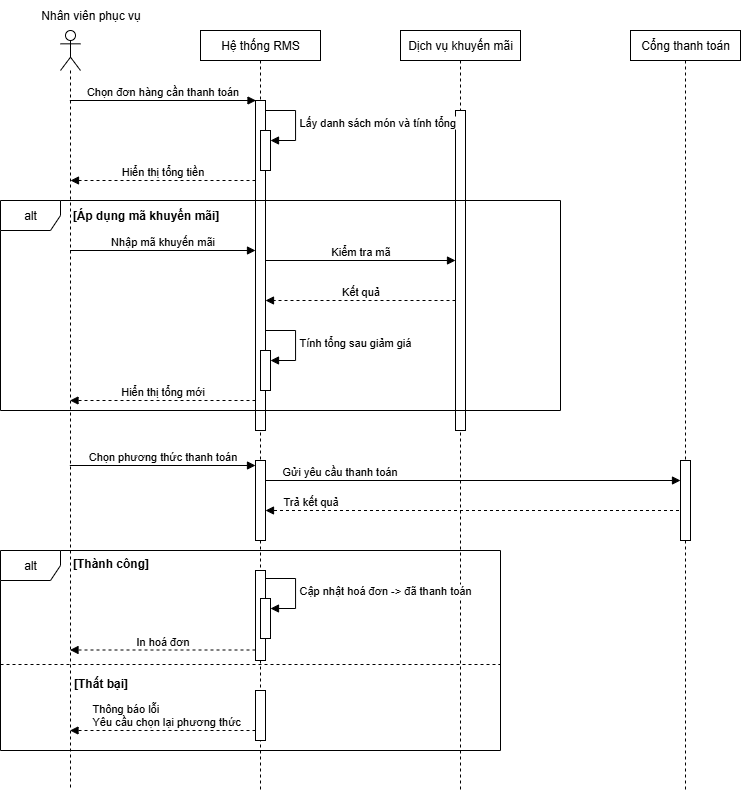 Nhân viên phục vụ
Hệ thống RMS
Dịch vụ khuyến mãi
Cổng thanh toán
Chọn đơn hàng cần thanh toán
Lấy danh sách món và tính tổng
Hiển thị tổng tiền
alt
[Áp dụng mã khuyến mãi]
Nhập mã khuyến mãi
Kiểm tra mã
Kết quả
Tính tổng sau giảm giá
Hiển thị tổng mới
Chọn phương thức thanh toán
Gửi yêu cầu thanh toán
Trả kết quả
alt
[Thành công]
Cập nhật hoá đơn -> đã thanh toán
In hoá đơn
[Thất bại]
Thông báo lỗi
Yêu cầu chọn lại phương thức